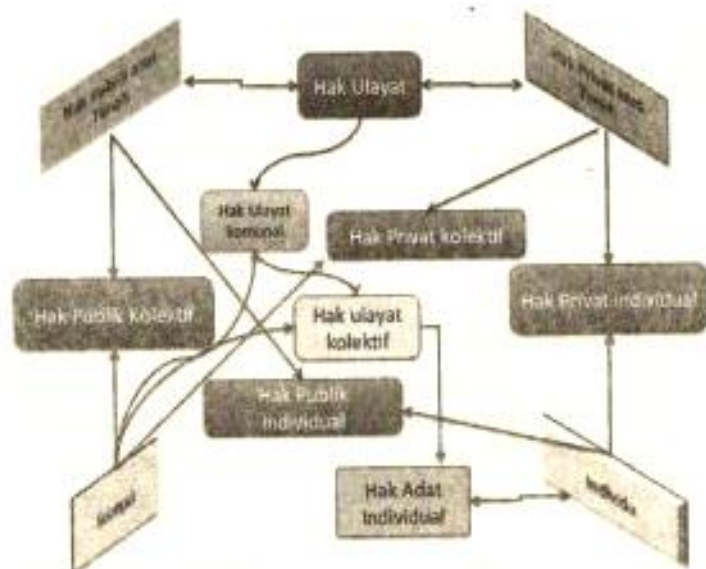 Hak Ulayat
Hak Ulayat
komunal
Hak Privat kolektif
Hak Publik Kolektif
Hak ulayat
kolektif
Hak Privat individual
Hak Publik
Individual
Hak Adat
Individual
Individu